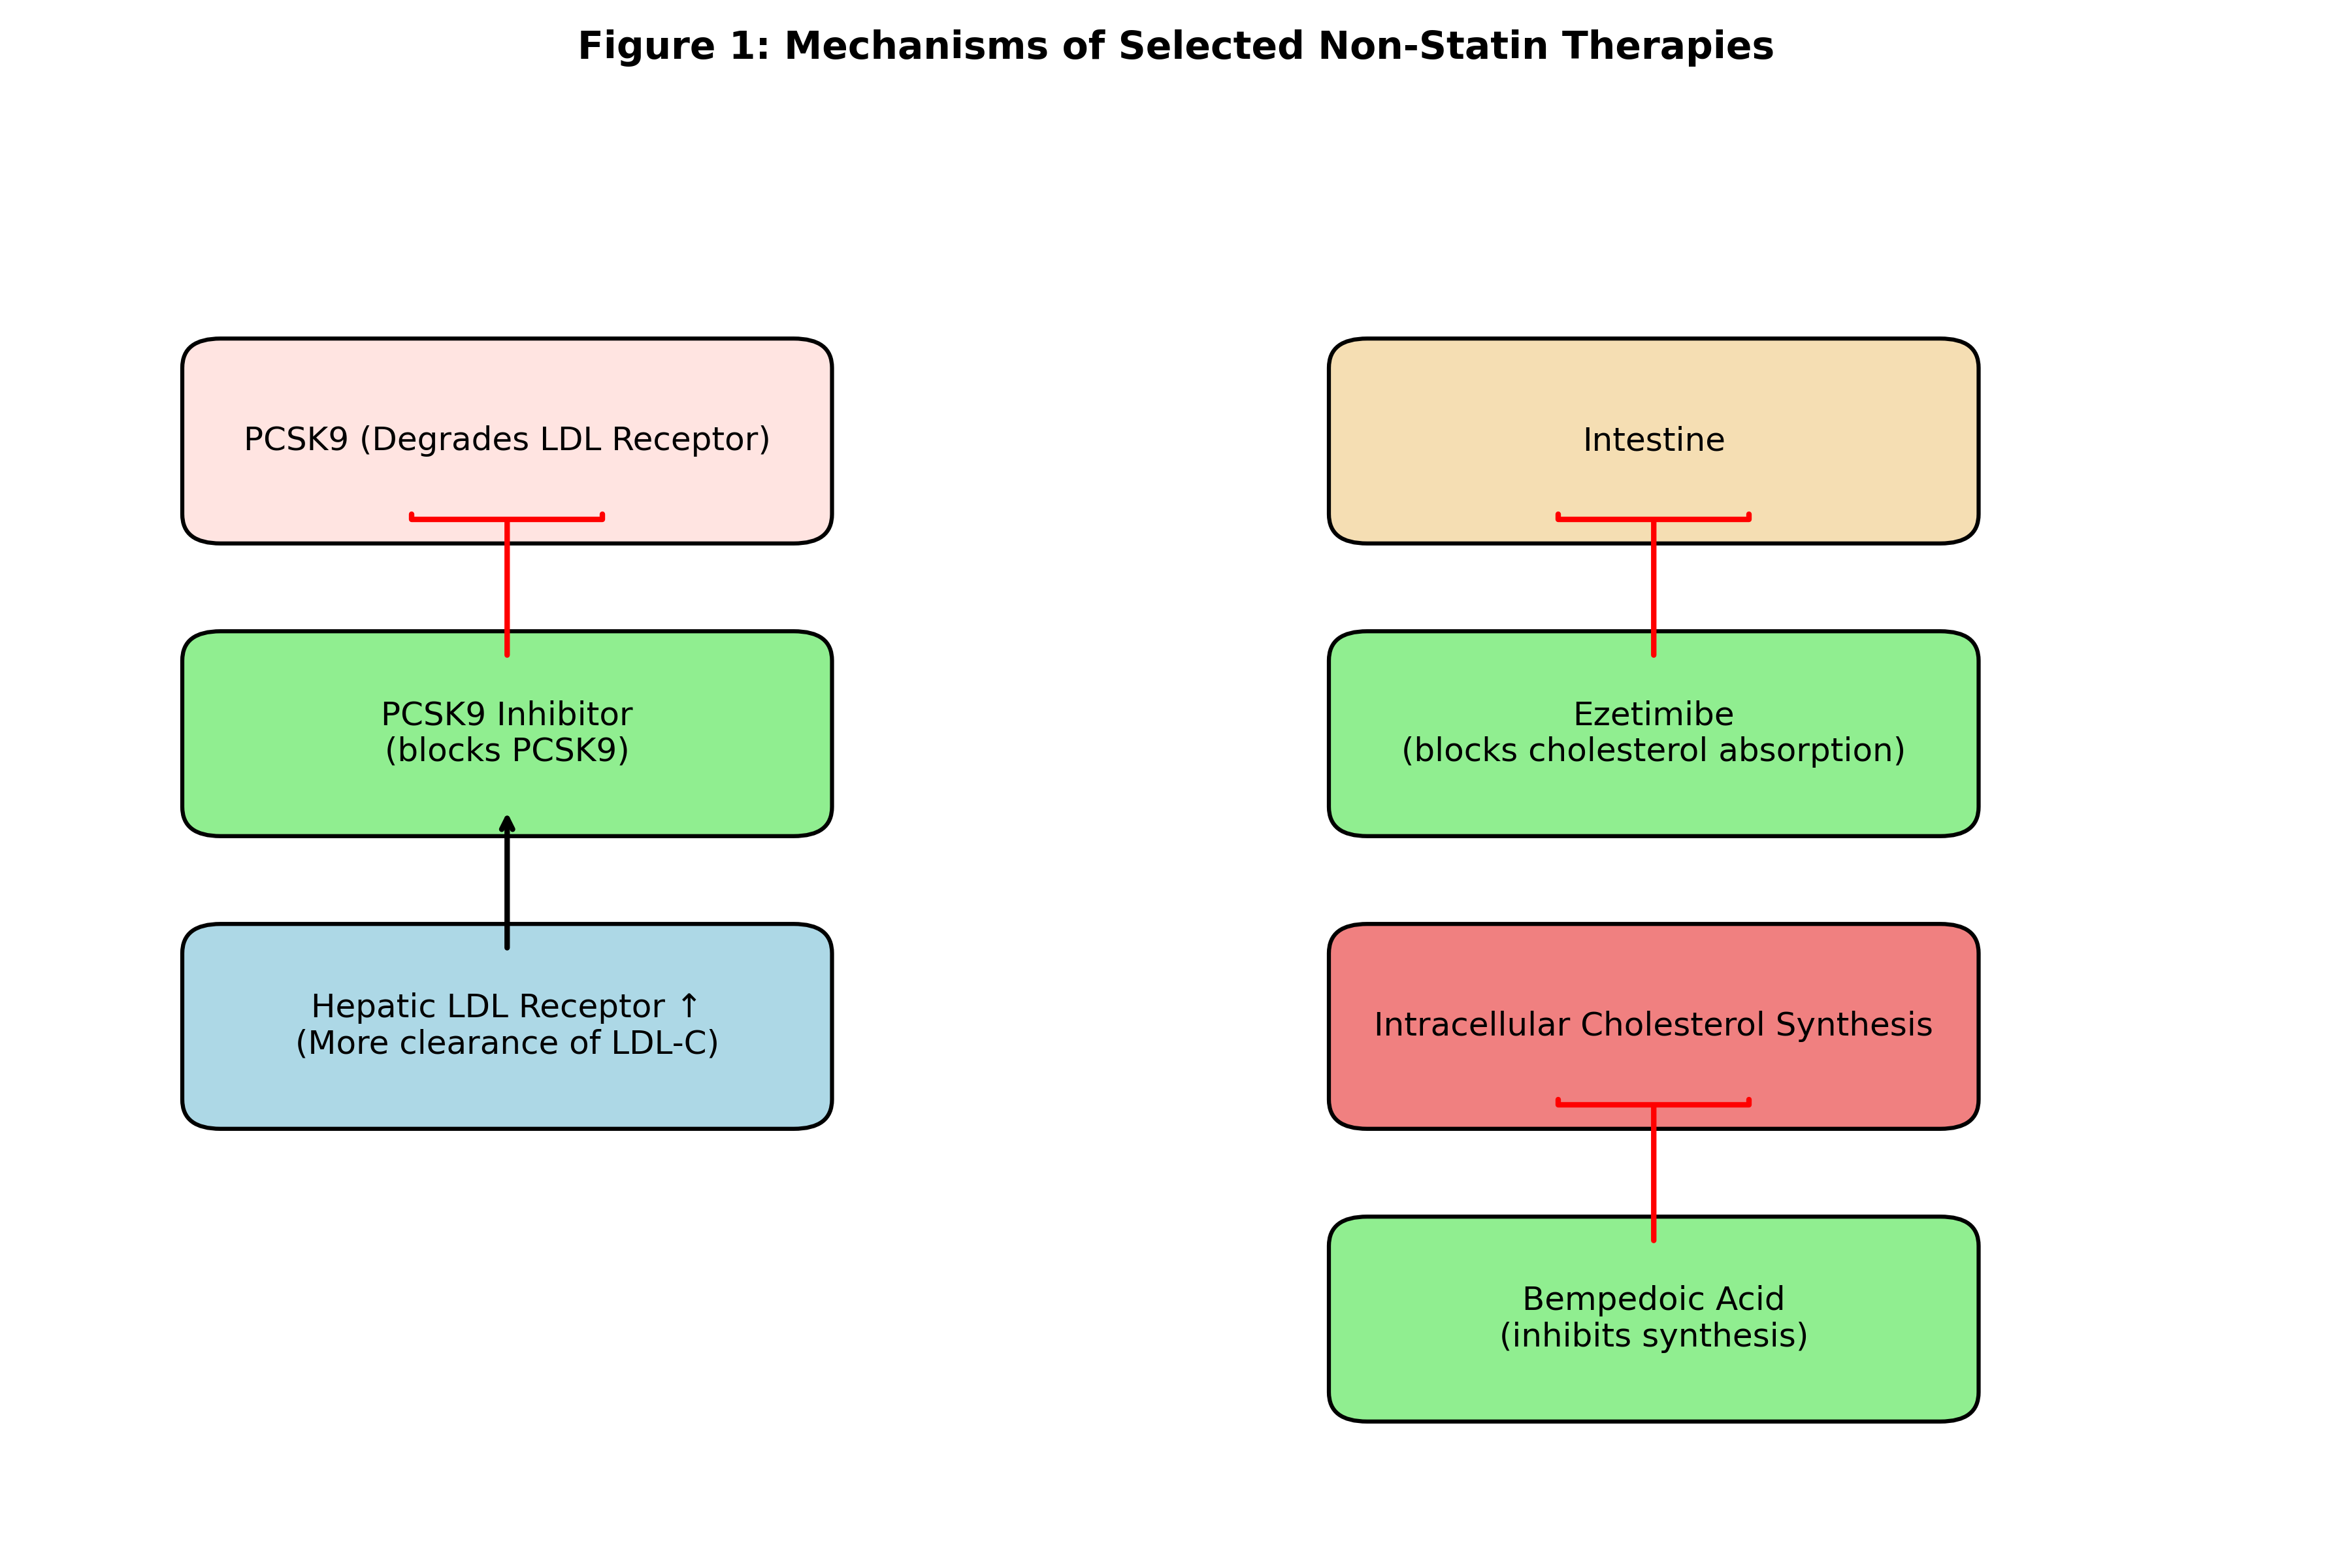 Figure 1: Mechanisms of Selected Non-Statin Therapies
PCSK9 (Degrades LDL Receptor)
PCSK9 Inhibitor
(blocks PCSK9)
Hepatic LDL Receptor ↑
(More clearance of LDL-C)
Intestine
Ezetimibe
(blocks cholesterol absorption)
Intracellular Cholesterol Synthesis
Bempedoic Acid
(inhibits synthesis)